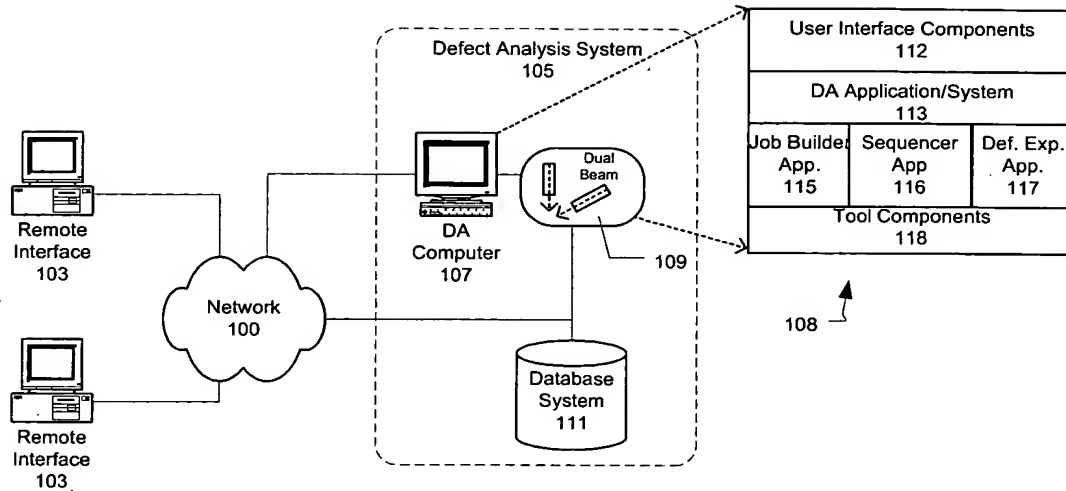 Defect Analysis System
105
User Interface Components
112
DA Application/System
113
Job Builder
App.
115
Sequencer
App
116
Def. Exp.
App.
117
Tool Components
118
108
Dual
Beam
109
DA
Computer
107
Remote
Interface
103
Network
100
Database
System
111
Remote
Interface
103